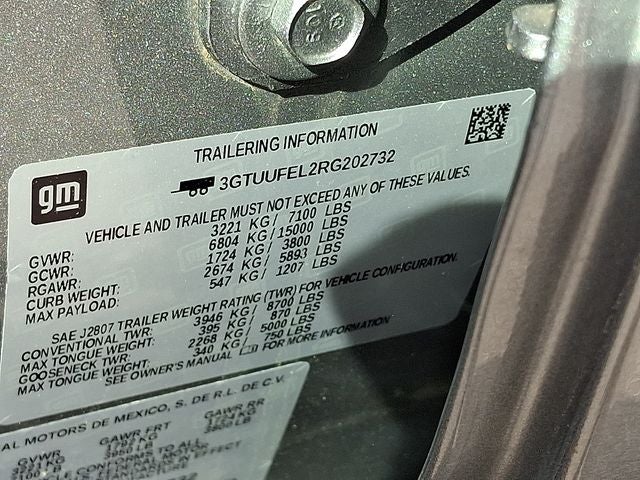 TRAILERING INFORMATION
gm
3GTUUFEL2RG202732
VEHICLE AND TRAILER MUST NOT EXCEED ANY OF THESE VALUES.
GVWR: 3221 KG/ 7100 LBS
GCWR: 6804 KG/ 15000 LBS
RGAWR: 1724 KG/ 3800 LBS
CURB WEIGHT: 2674 KG/ 5893 LBS
MAX PAYLOAD: 547 KG/ 1207 LBS
SAE J2807 TRAILER WEIGHT RATING (TWR) FOR VEHICLE CONFIGURATION.
CONVENTIONAL TWR: 3946 KG/ 8700 LBS
MAX TONGUE WEIGHT: 395 KG/ 870 LBS
GOOSENECK TWR: 2268 KG/ 5000 LBS
MAX TONGUE WEIGHT: 340 KG/ 750 LBS
SEE OWNER'S MANUAL FOR MORE INFORMATION
AL MOTORS DE MEXICO, S. DE R.L. DE C.V.
GVWR GAWR FRT GAWR RR